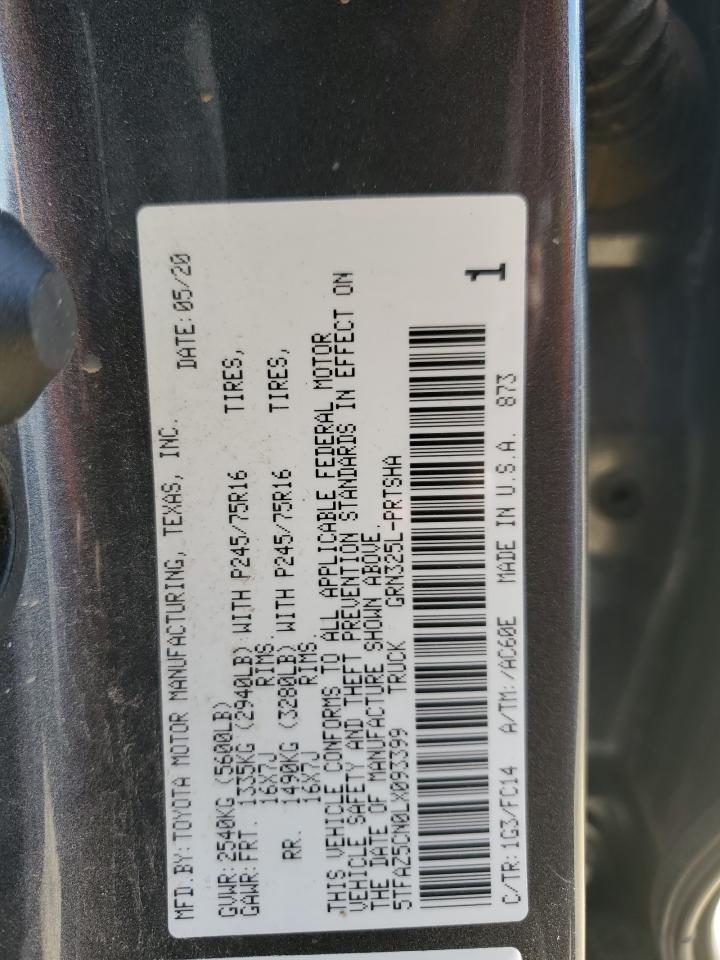 MFD.BY:TOYOTA MOTOR MANUFACTURING, TEXAS, INC.
DATE:05/20
GVWR:2540KG (5600LB)
GAWR:FRT. 1335KG (2940LB) WITH P245/75R16 TIRES,
16X7J RIMS.
RR. 1490KG (3280LB) WITH P245/75R16 TIRES,
16X7J RIMS.
THIS VEHICLE CONFORMS TO ALL APPLICABLE FEDERAL MOTOR
VEHICLE SAFETY AND THEFT PREVENTION STANDARDS IN EFFECT ON
THE DATE OF MANUFACTURE SHOWN ABOVE.
5TFAZ5CN0LX093399 TRUCK GRN325L-PRTSHA
1
C/TR:1G3/FC14 A/TM:/AC60E MADE IN U.S.A. 873